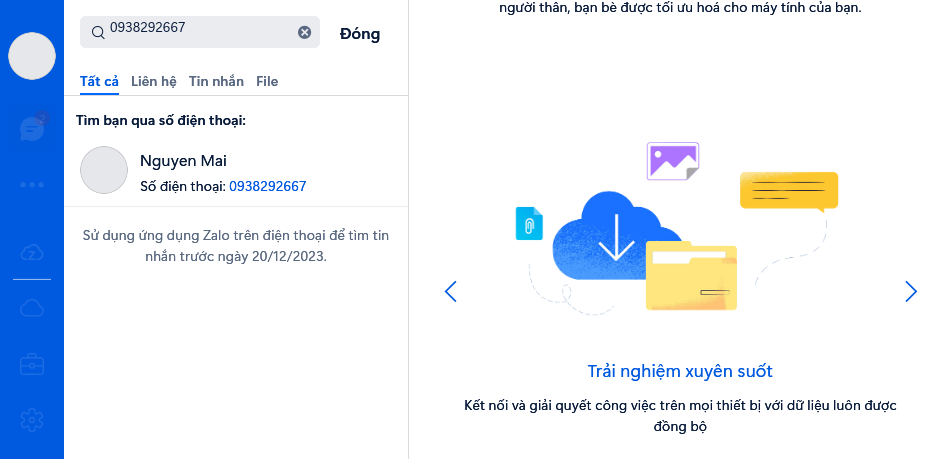 người thân, bạn bè được tối ưu hoá cho máy tính của bạn.
0938292667
Đóng
Tất cả Liên hệ Tin nhắn File
Tìm bạn qua số điện thoại:
Nguyen Mai
Số điện thoại: 0938292667
Sử dụng ứng dụng Zalo trên điện thoại để tìm tin
nhắn trước ngày 20/12/2023.
Trải nghiệm xuyên suốt
Kết nối và giải quyết công việc trên mọi thiết bị với dữ liệu luôn được
đồng bộ